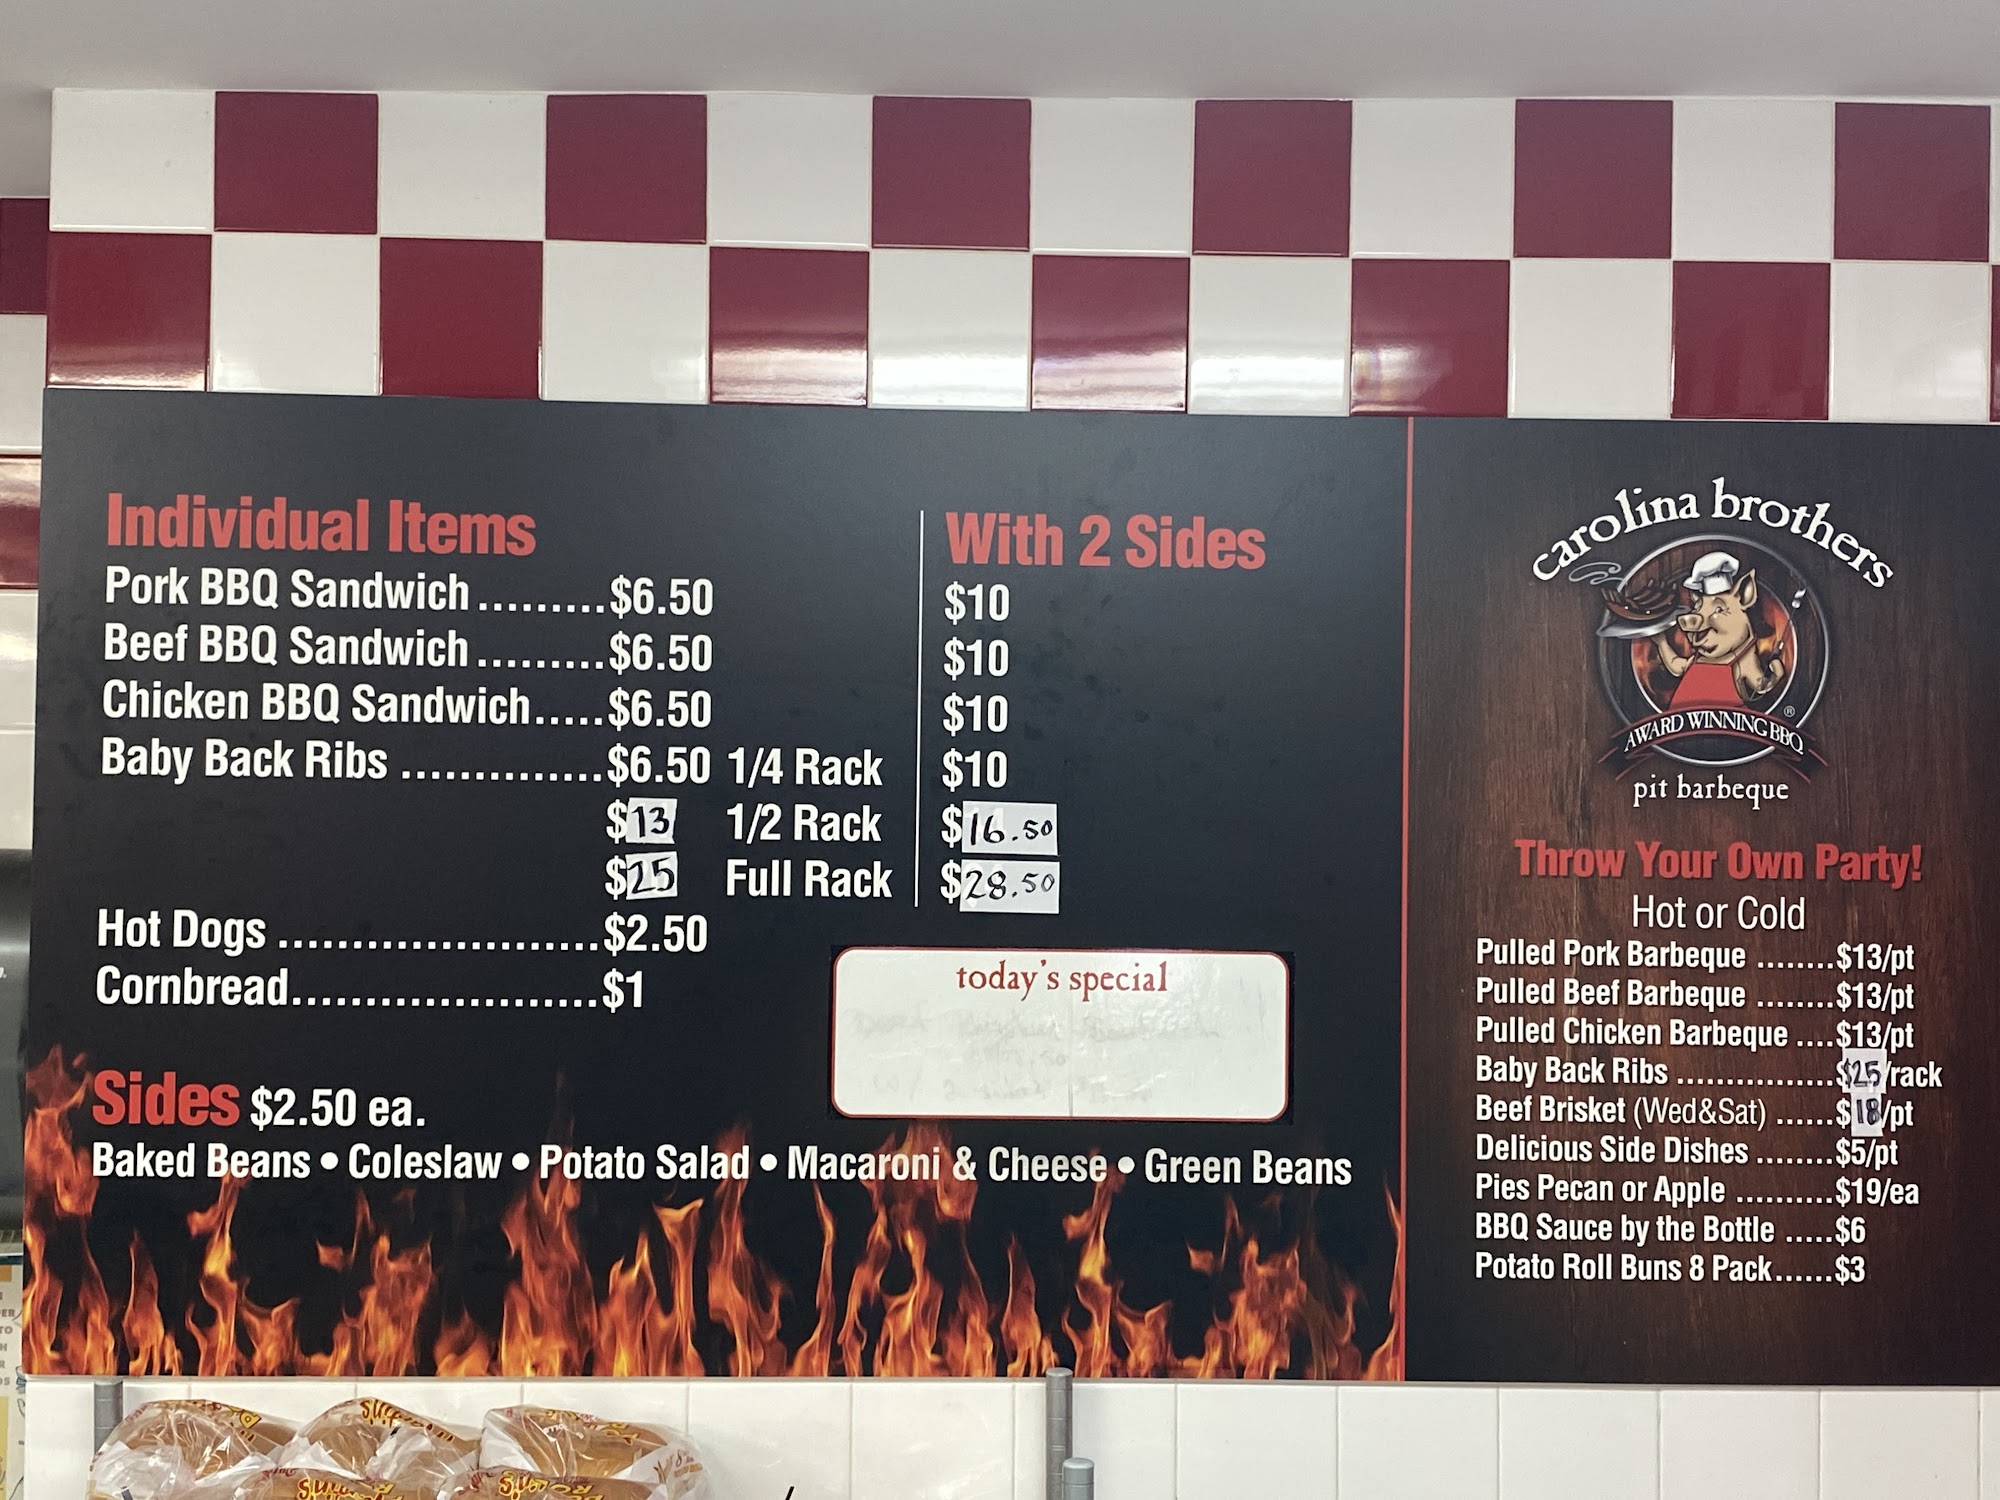 Individual Items
Pork BBQ Sandwich.........$6.50
Beef BBQ Sandwich.........$6.50
Chicken BBQ Sandwich.....$6.50
Baby Back Ribs ..............$6.50 1/4 Rack
$13 1/2 Rack
$25 Full Rack
Hot Dogs ......................$2.50
Cornbread.....................$1
With 2 Sides
$10
$10
$10
$10
$16.50
$28.50
today's special
Sides $2.50 ea.
Baked Beans • Coleslaw • Potato Salad • Macaroni & Cheese • Green Beans
carolina brothers
AWARD WINNING BBQ ®
pit barbeque
Throw Your Own Party!
Hot or Cold
Pulled Pork Barbeque ........$13/pt
Pulled Beef Barbeque ........$13/pt
Pulled Chicken Barbeque ....$13/pt
Baby Back Ribs ................$25/rack
Beef Brisket (Wed&Sat) ......$18/pt
Delicious Side Dishes ........$5/pt
Pies Pecan or Apple ..........$19/ea
BBQ Sauce by the Bottle .....$6
Potato Roll Buns 8 Pack......$3